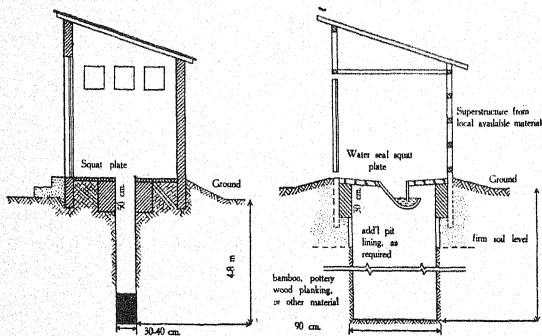 Squat plate
50 cm.
Ground
4-8 m
30-40 cm.
Superstructure from
local available material
Water seal squat
plate
Ground
50 cm.
add'l pit
lining, as
required
firm soil level
bamboo, pottery
wood planking,
or other material
90 cm.